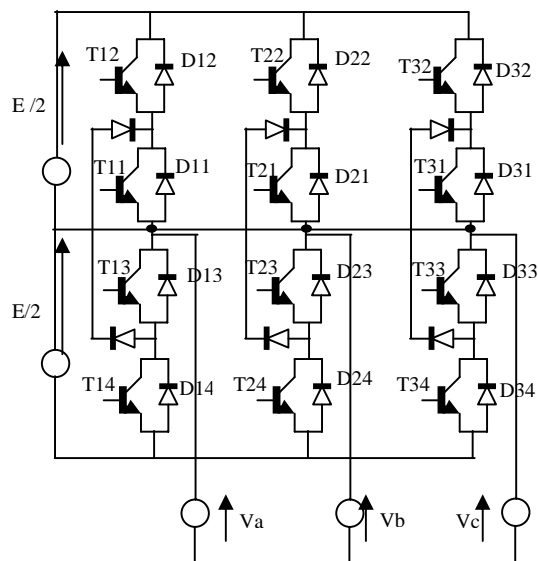 T12 D12 T22 D22 T32 D32
E /2
T11 D11 T21 D21 T31 D31
T13 D13 T23 D23 T33 D33
E/2
T14 D14 T24 D24 T34 D34
Va Vb Vc